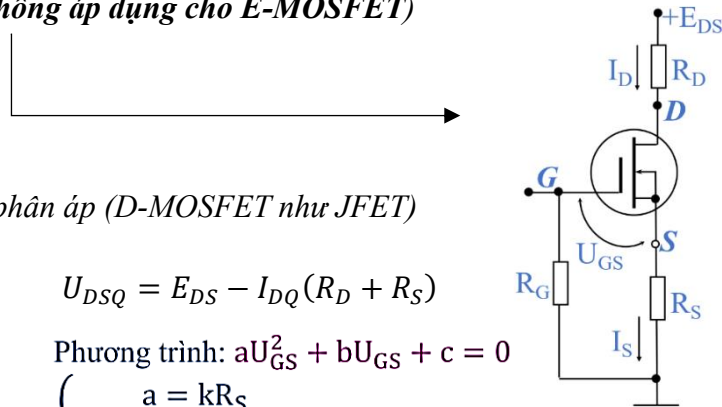 hông áp dụng cho E-MOSFET)
phân áp (D-MOSFET như JFET)
U_DSQ = E_DS − I_DQ(R_D + R_S)
Phương trình: aU²_GS + bU_GS + c = 0
a = kR_S
+E_DS
I_D R_D
D
G
S
U_GS
R_G
R_S
I_S